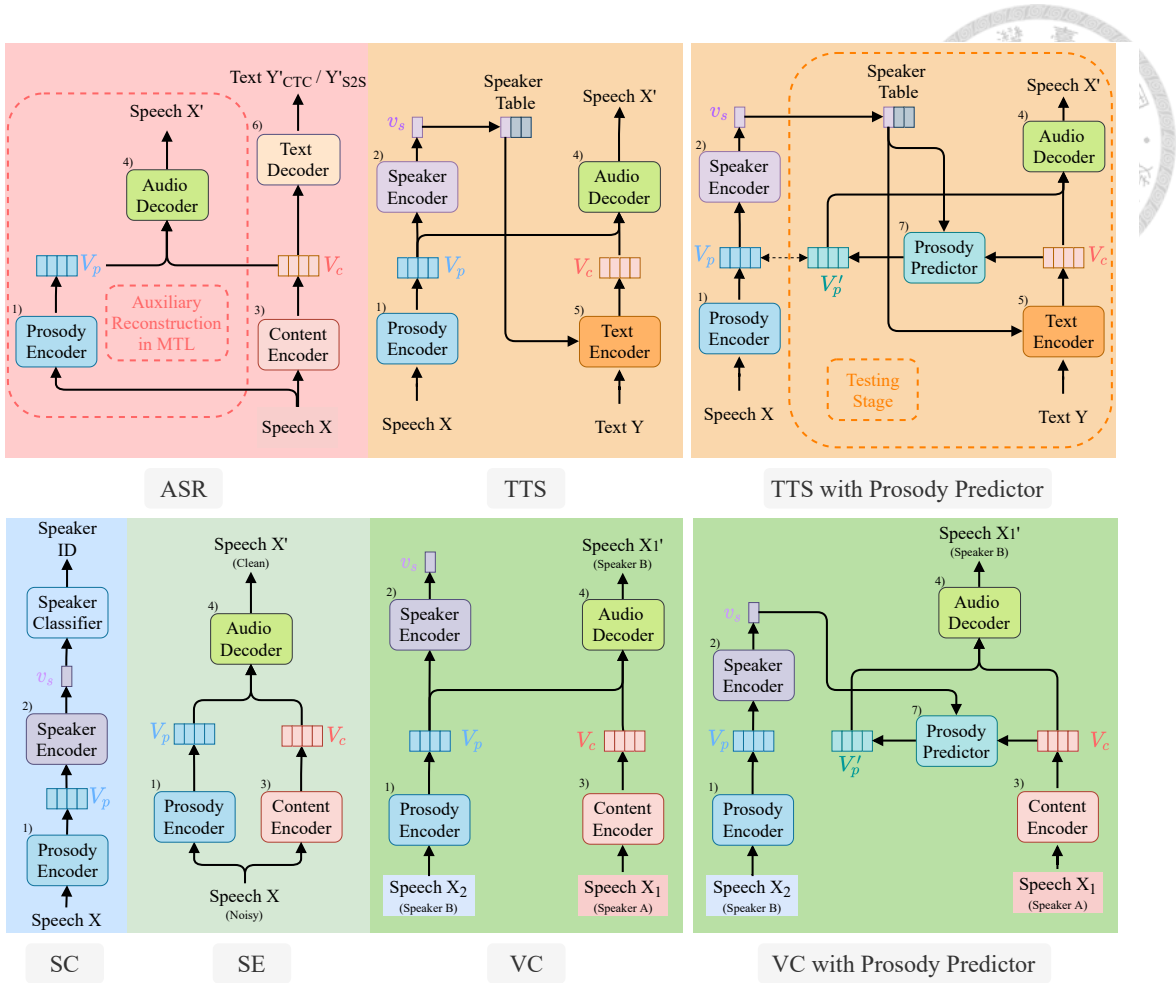 Text Y'CTC / Y'S2S
Speech X'
6)
Text
Decoder
4)
Audio
Decoder
Vp
Vc
Auxiliary
Reconstruction
in MTL
1)
Prosody
Encoder
3)
Content
Encoder
Speech X
ASR
Speaker
Table
Speech X'
vs
2)
Speaker
Encoder
4)
Audio
Decoder
Vp
Vc
1)
Prosody
Encoder
5)
Text
Encoder
Speech X
Text Y
TTS
Speaker
Table
Speech X'
vs
4)
Audio
Decoder
2)
Speaker
Encoder
7)
Prosody
Predictor
Vp
V'p
Vc
1)
Prosody
Encoder
5)
Text
Encoder
Testing
Stage
Speech X
Text Y
TTS with Prosody Predictor
Speaker
ID
Speaker
Classifier
vs
2)
Speaker
Encoder
Vp
1)
Prosody
Encoder
Speech X
SC
Speech X'
(Clean)
4)
Audio
Decoder
Vp
Vc
1)
Prosody
Encoder
3)
Content
Encoder
Speech X
(Noisy)
SE
Speech X1'
(Speaker B)
vs
2)
Speaker
Encoder
4)
Audio
Decoder
Vp
Vc
1)
Prosody
Encoder
3)
Content
Encoder
Speech X2
(Speaker B)
Speech X1
(Speaker A)
VC
Speech X1'
(Speaker B)
4)
Audio
Decoder
vs
2)
Speaker
Encoder
7)
Prosody
Predictor
Vp
V'p
Vc
1)
Prosody
Encoder
3)
Content
Encoder
Speech X2
(Speaker B)
Speech X1
(Speaker A)
VC with Prosody Predictor